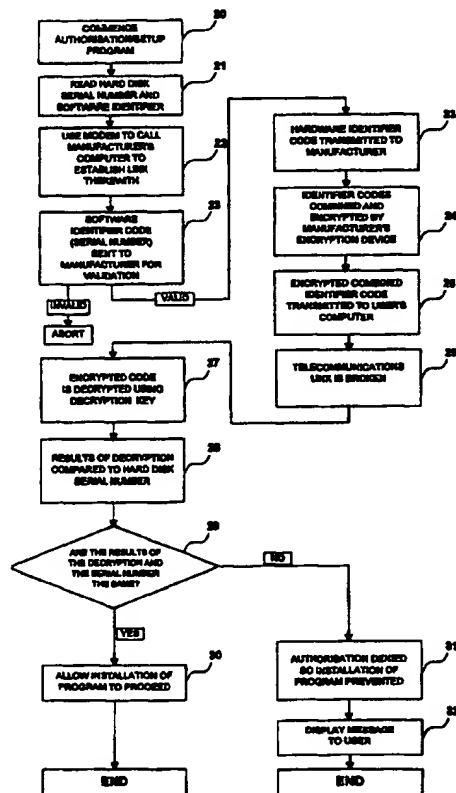 20
COMMENCE
AUTHORISATION/SETUP
PROGRAM
21
READ HARD DISK
SERIAL NUMBER AND
SOFTWARE IDENTIFIER
22
USE MODEM TO CALL
MANUFACTURER'S
COMPUTER TO
ESTABLISH LINK
THEREWITH
23
SOFTWARE
IDENTIFIER CODE
(SERIAL NUMBER)
SENT TO
MANUFACTURER FOR
VALIDATION
INVALID
VALID
ABORT
HARDWARE IDENTIFIER
CODE TRANSMITTED TO
MANUFACTURER
IDENTIFIER CODES
COMBINED AND
ENCRYPTED BY
MANUFACTURER'S
ENCRYPTION DEVICE
ENCRYPTED COMBINED
IDENTIFIER CODE
TRANSMITTED TO USER'S
COMPUTER
TELECOMMUNICATIONS
LINK IS BROKEN
27
ENCRYPTED CODE
IS DECRYPTED USING
DECRYPTION KEY
28
RESULTS OF DECRYPTION
COMPARED TO HARD DISK
SERIAL NUMBER
29
ARE THE RESULTS OF
THE DECRYPTION AND
THE SERIAL NUMBER
THE SAME?
NO
YES
30
ALLOW INSTALLATION OF
PROGRAM TO PROCEED
31
AUTHORISATION DENIED
SO INSTALLATION OF
PROGRAM PREVENTED
DISPLAY MESSAGE
TO USER
END
END